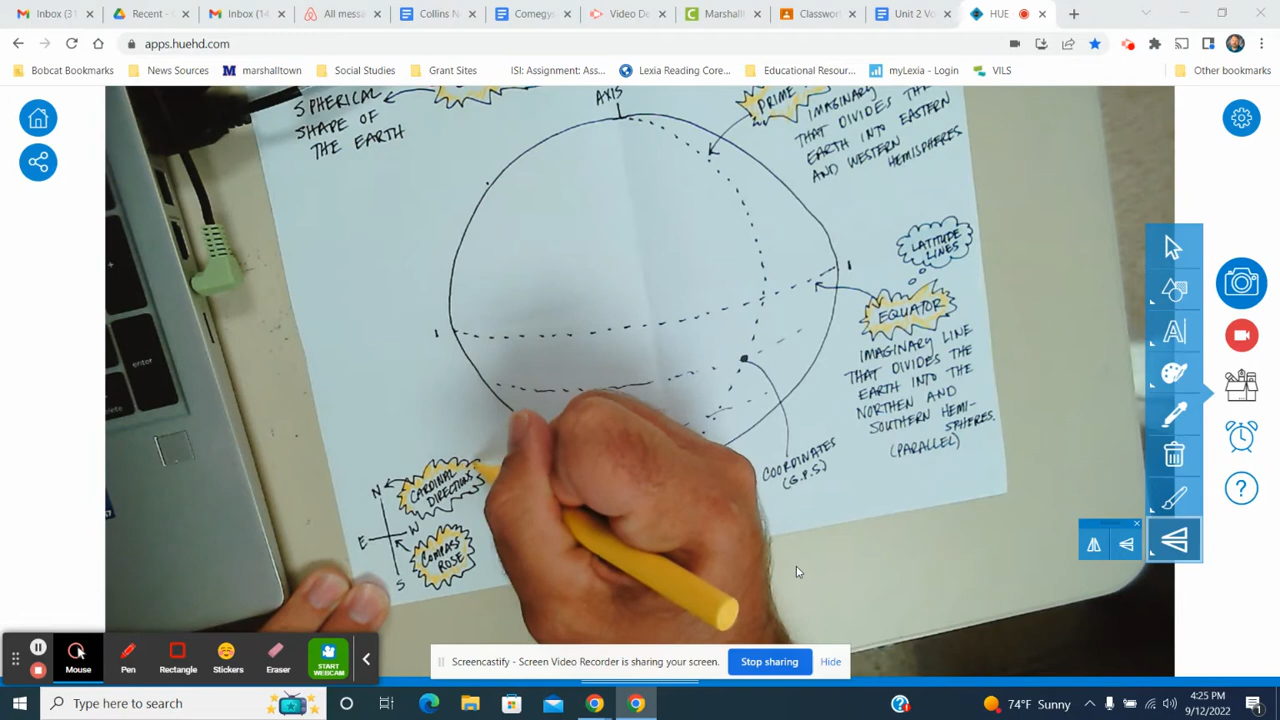 Inbox (31
Recent -
Inbox (14
All messa
Collins N
Comegys
Video De
Marshallt
Classwor
Unit 2 Vo
HUE
apps.huehd.com
Bobcat Bookmarks
News Sources
marshalltown
Social Studies
Grant Sites
ISI: Assignment: Ass...
Lexia Reading Core...
Educational Resour...
myLexia - Login
VILS
Other bookmarks
SPHERICAL
SHAPE OF
THE EARTH
AXIS
PRIME
IMAGINARY
THAT DIVIDES THE
EARTH INTO EASTERN
AND WESTERN
HEMISPHERES.
LATITUDE
LINES
EQUATOR
IMAGINARY LINE
THAT DIVIDES THE
EARTH INTO THE
NORTHEN AND
SOUTHERN HEMI-
SPHERES.
(PARALLEL)
COORDINATES
(G.P.S)
N
CARDINAL
DIRECTIONS
E
W
COMPASS
ROSE
S
enter
A
?
Mouse
Pen
Rectangle
Stickers
Eraser
START
WEBCAM
Screencastify - Screen Video Recorder is sharing your screen.
Stop sharing
Hide
Type here to search
74°F Sunny
4:25 PM
9/12/2022